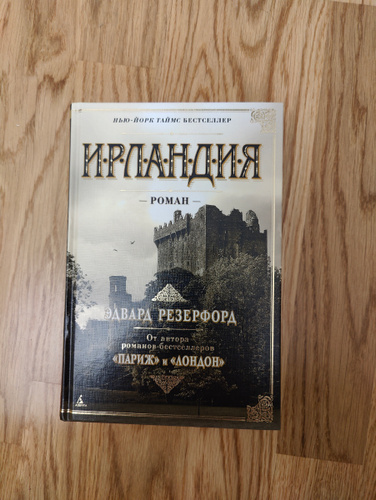 НЬЮ-ЙОРК ТАЙМС БЕСТСЕЛЛЕР
ИРЛАНДИЯ
— РОМАН —
ЭДВАРД РЕЗЕРФОРД
От автора
романов-бестселлеров
«ПАРИЖ» и «ЛОНДОН»